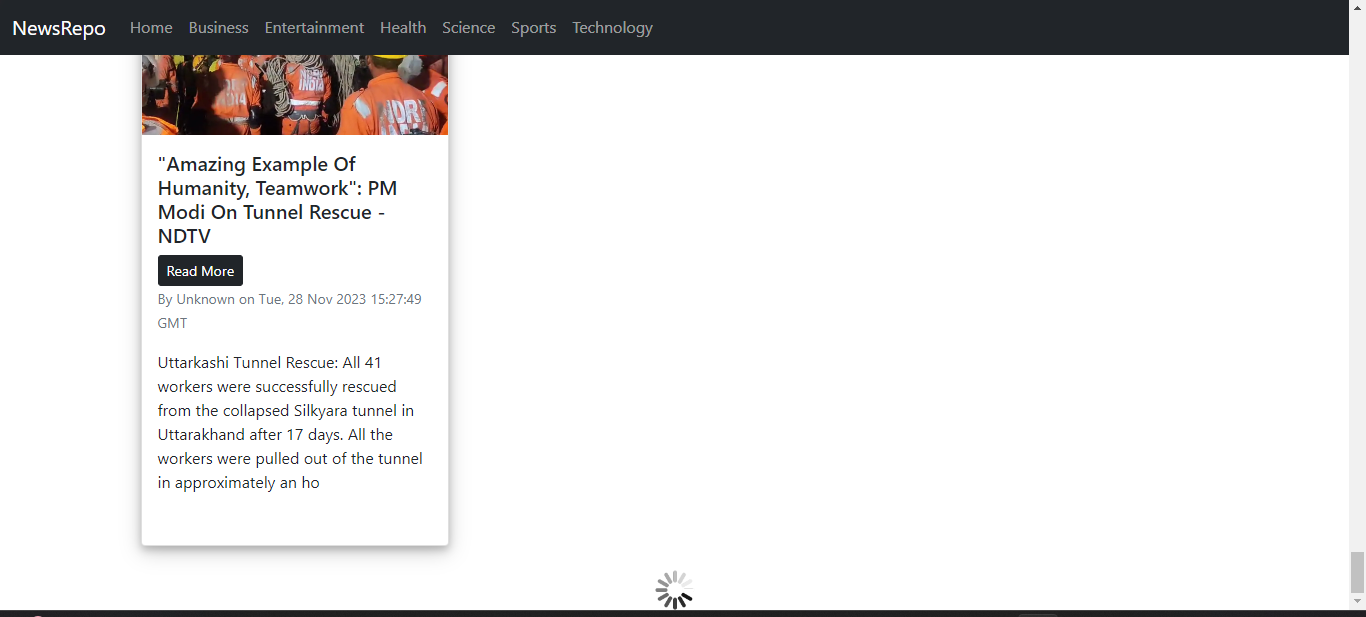 NewsRepo Home Business Entertainment Health Science Sports Technology
INDIA
"Amazing Example Of
Humanity, Teamwork": PM
Modi On Tunnel Rescue -
NDTV
Read More
By Unknown on Tue, 28 Nov 2023 15:27:49
GMT
Uttarkashi Tunnel Rescue: All 41
workers were successfully rescued
from the collapsed Silkyara tunnel in
Uttarakhand after 17 days. All the
workers were pulled out of the tunnel
in approximately an ho